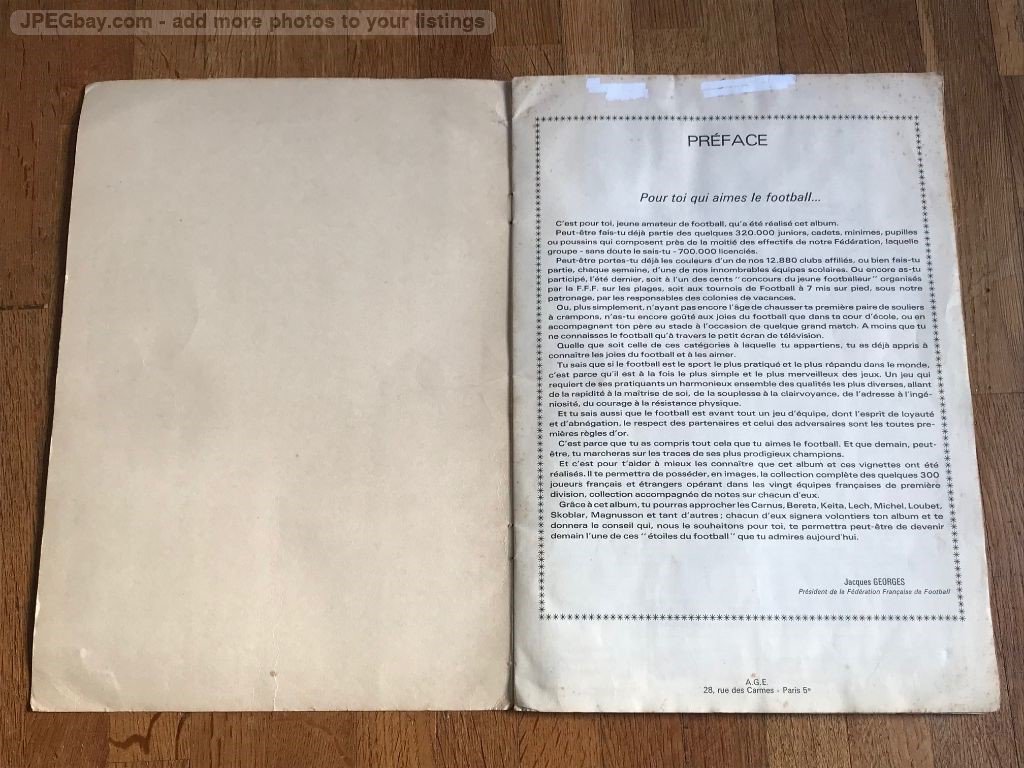 JPEGbay.com - add more photos to your listings
PRÉFACE
Pour toi qui aimes le football...
C'est pour toi, jeune amateur de football, qu'a été réalisé cet album.
Peut-être fais-tu déjà partie des quelques 320.000 juniors, cadets, minimes, pupilles
ou poussins qui composent près de la moitié des effectifs de notre Fédération, laquelle
groupe - sans doute le sais-tu - 700.000 licenciés.
Peut-être portes-tu déjà les couleurs d'un de nos 12.880 clubs affiliés, ou bien fais-tu
partie, chaque semaine, d'une de nos innombrables équipes scolaires. Ou encore as-tu
participé, l'été dernier, soit à l'un des cents "concours du jeune footballeur" organisés
par la F.F.F. sur les plages, soit aux tournois de Football à 7 mis sur pied, sous notre
patronage, par les responsables des colonies de vacances.
Ou, plus simplement, n'ayant pas encore l'âge de chausser ta première paire de souliers
à crampons, n'as-tu encore goûté aux joies du football que dans ta cour d'école, ou en
accompagnant ton père au stade à l'occasion de quelque grand match. A moins que tu
ne connaisses le football qu'à travers le petit écran de télévision.
Quelle que soit celle de ces catégories à laquelle tu appartiens, tu as déjà appris à
connaître les joies du football et à les aimer.
Tu sais que si le football est le sport le plus pratiqué et le plus répandu dans le monde,
c'est parce qu'il est à la fois le plus simple et le plus merveilleux des jeux. Un jeu qui
requiert de ses pratiquants un harmonieux ensemble des qualités les plus diverses, allant
de la rapidité à la maîtrise de soi, de la souplesse à la clairvoyance, de l'adresse à l'ingé-
niosité, du courage à la résistance physique.
Et tu sais aussi que le football est avant tout un jeu d'équipe, dont l'esprit de loyauté
et d'abnégation, le respect des partenaires et celui des adversaires sont les toutes pre-
mières règles d'or.
C'est parce que tu as compris tout cela que tu aimes le football. Et que demain, peut-
être, tu marcheras sur les traces de ses plus prodigieux champions.
Et c'est pour t'aider à mieux les connaître que cet album et ces vignettes ont été
réalisés. Il te permettra de posséder, en images, la collection complète des quelques 300
joueurs français et étrangers opérant dans les vingt équipes françaises de première
division, collection accompagnée de notes sur chacun d'eux.
Grâce à cet album, tu pourras approcher les Carnus, Bereta, Keita, Lech, Michel, Loubet,
Skoblar, Magnusson et tant d'autres ; chacun d'eux signera volontiers ton album et te
donnera le conseil qui, nous le souhaitons pour toi, te permettra peut-être de devenir
demain l'une de ces "étoiles du football" que tu admires aujourd'hui.
Jacques GEORGES
Président de la Fédération Française de Football
A.G.E.
28, rue des Carmes - Paris 5e